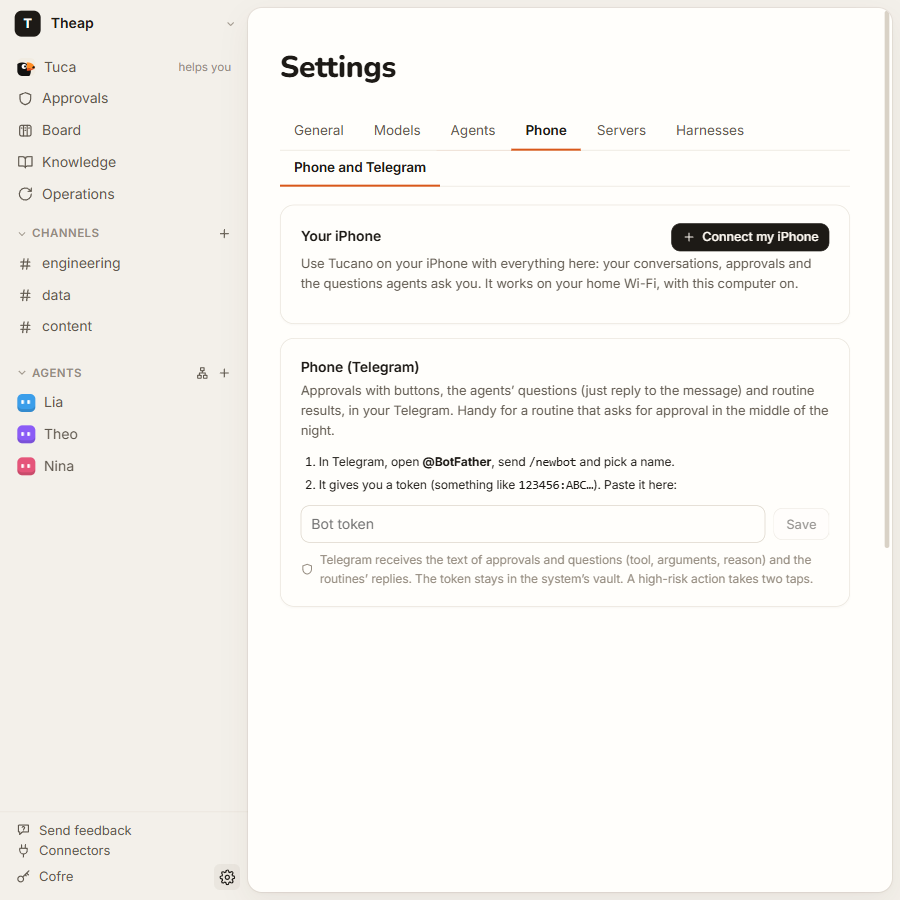 T Theap
Tuca helps you
Approvals
Board
Knowledge
Operations
CHANNELS
# engineering
# data
# content
AGENTS
Lia
Theo
Nina
Send feedback
Connectors
Cofre
Settings
General Models Agents Phone Servers Harnesses
Phone and Telegram
Your iPhone
+ Connect my iPhone
Use Tucano on your iPhone with everything here: your conversations, approvals and
the questions agents ask you. It works on your home Wi-Fi, with this computer on.
Phone (Telegram)
Approvals with buttons, the agents’ questions (just reply to the message) and routine
results, in your Telegram. Handy for a routine that asks for approval in the middle of the
night.
1. In Telegram, open @BotFather, send /newbot and pick a name.
2. It gives you a token (something like 123456:ABC…). Paste it here:
Bot token
Save
Telegram receives the text of approvals and questions (tool, arguments, reason) and the
routines’ replies. The token stays in the system’s vault. A high-risk action takes two taps.